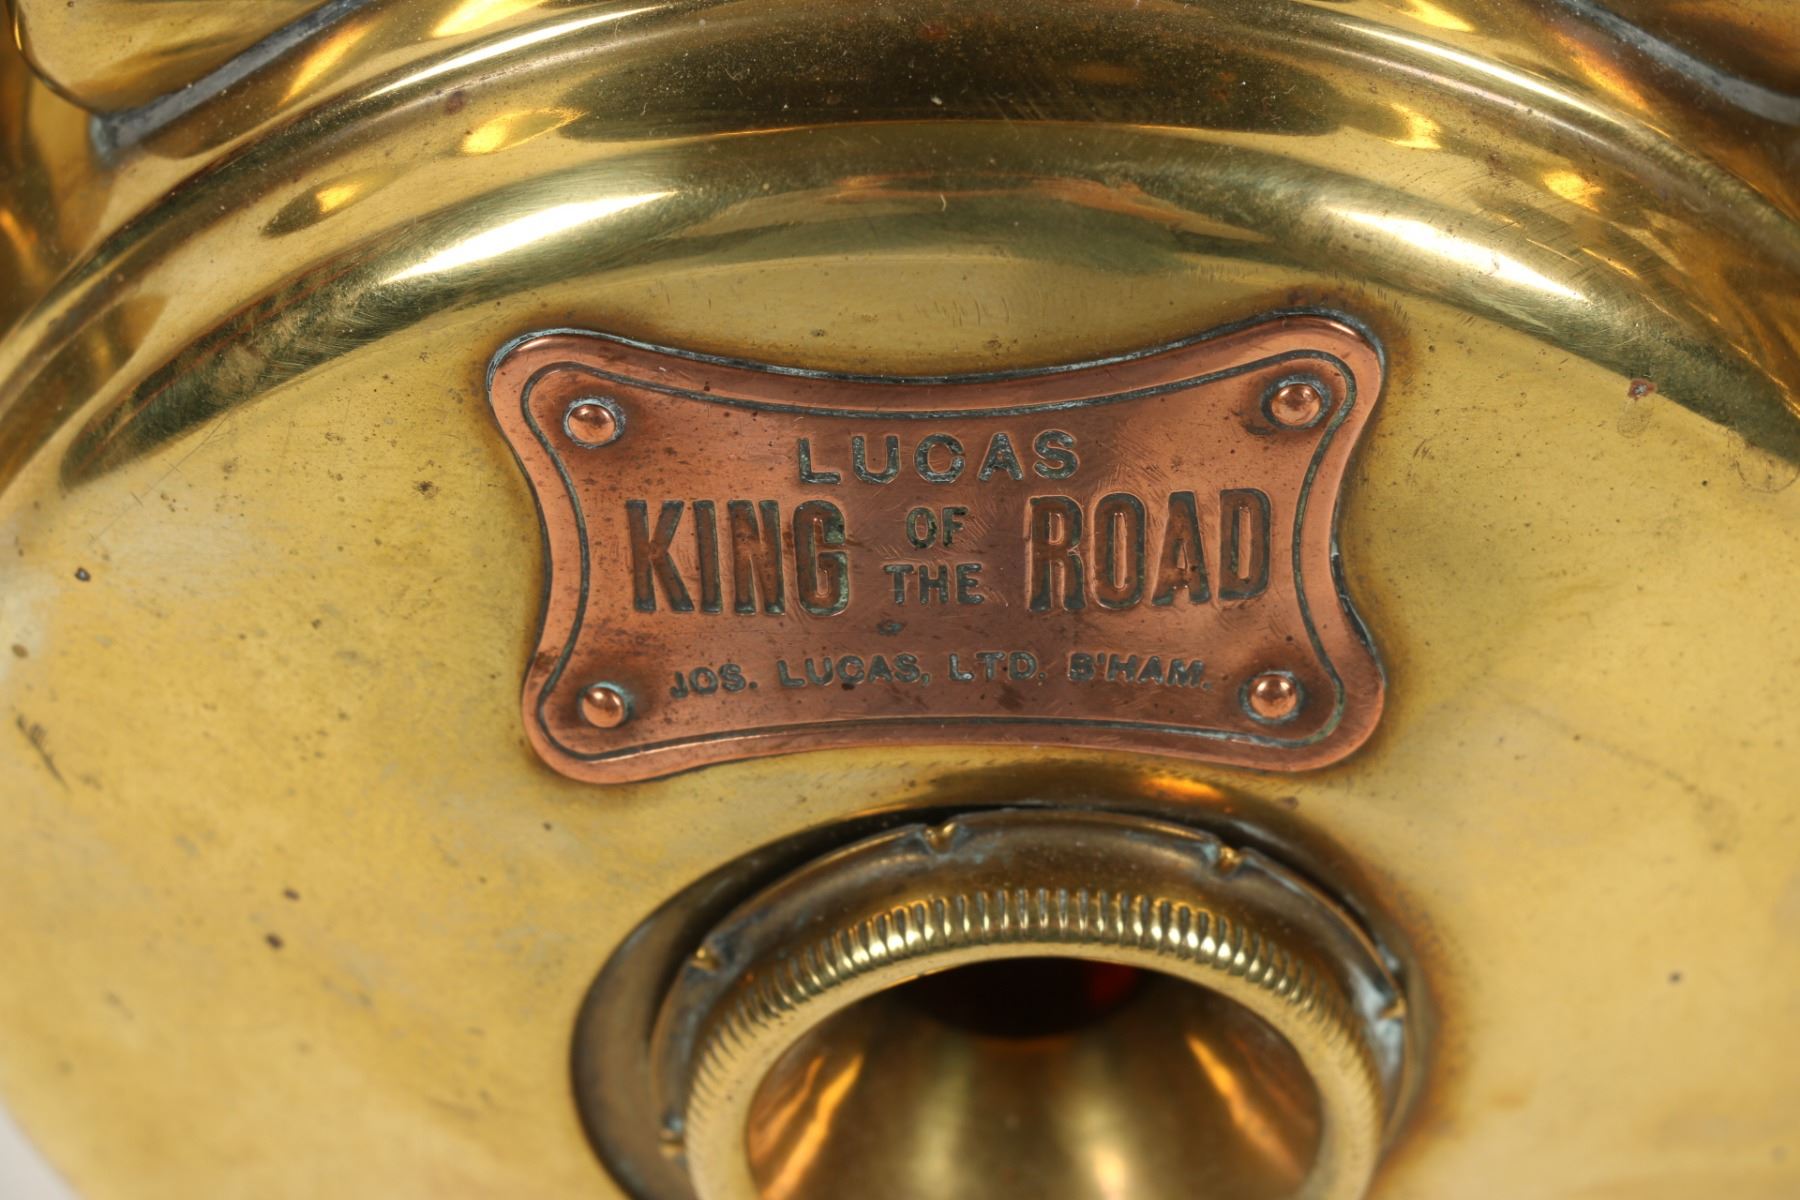 LUCAS
KING OF THE ROAD
JOS. LUCAS, LTD. B'HAM.